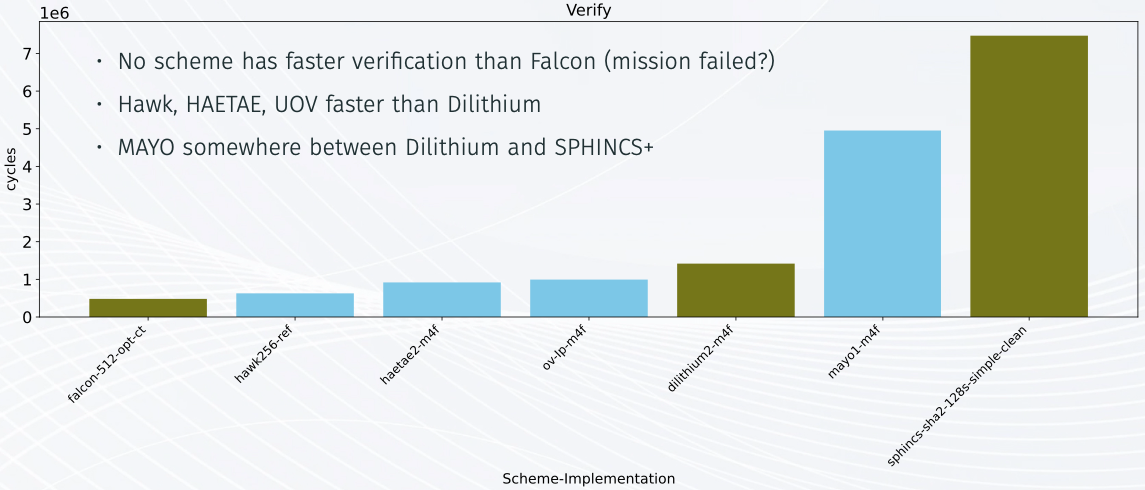 Verify
1e6
• No scheme has faster verification than Falcon (mission failed?)
• Hawk, HAETAE, UOV faster than Dilithium
• MAYO somewhere between Dilithium and SPHINCS+
7
6
5
4
3
2
1
0
cycles
falcon-512-opt-ct
hawk256-ref
haetae2-m4f
ov-Ip-m4f
dilithium2-m4f
mayo1-m4f
sphincs-sha2-128s-simple-clean
Scheme-Implementation